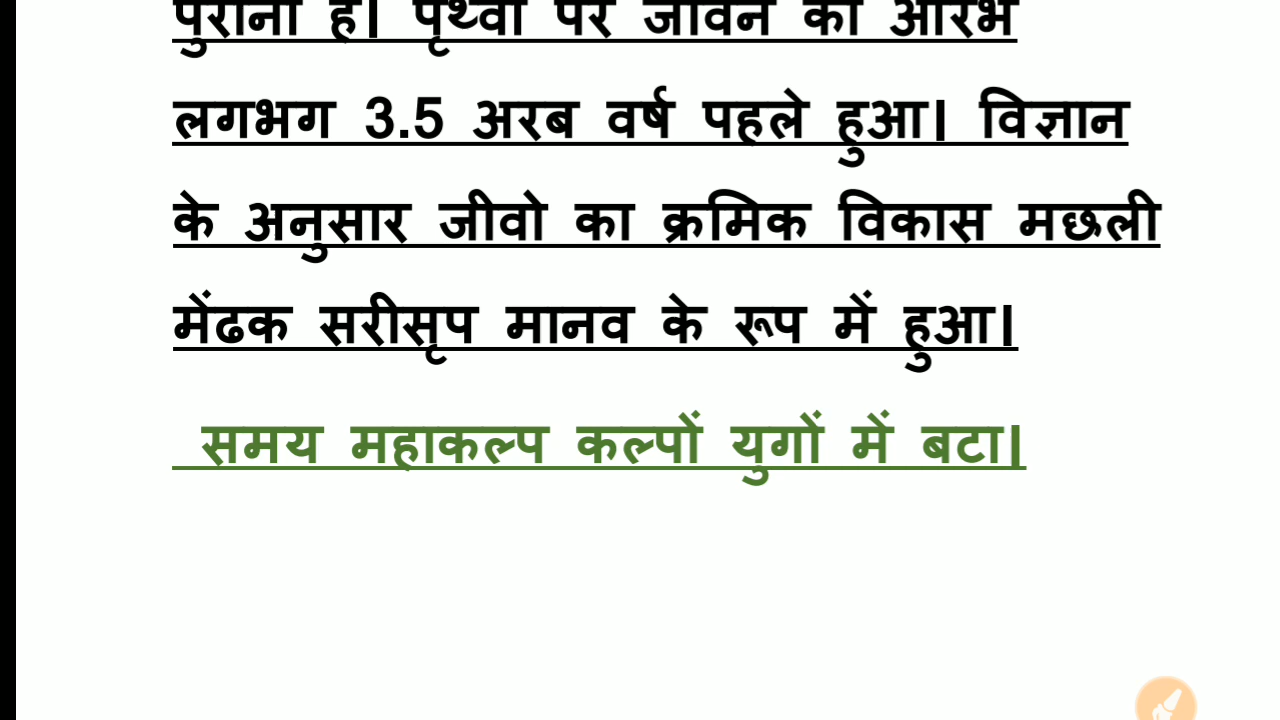 पुराना है। पृथ्वी पर जीवन का आरंभ
लगभग 3.5 अरब वर्ष पहले हुआ। विज्ञान
के अनुसार जीवो का क्रमिक विकास मछली
मेंढक सरीसृप मानव के रूप में हुआ।
समय महाकल्प कल्पों युगों में बटा।